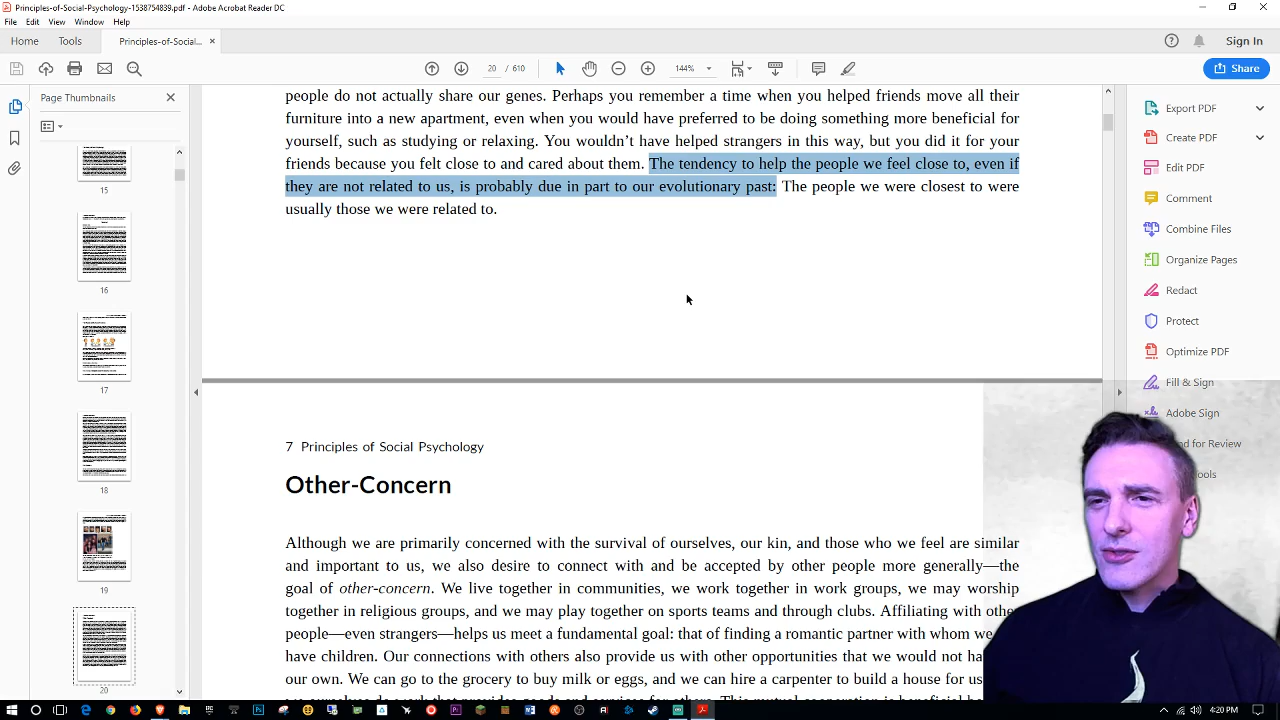 Principles-of-Social-Psychology-1538754839.pdf - Adobe Acrobat Reader DC
File Edit View Window Help
Home Tools Principles-of-Social... × Sign In
20 / 610 144% Share
Page Thumbnails
15
16
17
18
19
20
people do not actually share our genes. Perhaps you remember a time when you helped friends move all their
furniture into a new apartment, even when you would have preferred to be doing something more beneficial for
yourself, such as studying or relaxing. You wouldn't have helped strangers in this way, but you did it for your
friends because you felt close to and cared about them. The tendency to help the people we feel close to, even if
they are not related to us, is probably due in part to our evolutionary past: The people we were closest to were
usually those we were related to.
7 Principles of Social Psychology
Other-Concern
Although we are primarily concerned with the survival of ourselves, our kin, and those who we feel are similar
and important to us, we also desire to connect with and be accepted by other people more generally—the
goal of other-concern. We live together in communities, we work together in work groups, we may worship
together in religious groups, and we may play together on sports teams and through clubs. Affiliating with other
people—even strangers—helps us meet a fundamental goal: that of finding a romantic partner with whom we
have children. Our connections with others also provide us with other opportunities that we would not
our own. We can go to the grocery to buy milk or eggs, and we can hire a carpenter to build a house for us
Export PDF
Create PDF
Edit PDF
Comment
Combine Files
Organize Pages
Redact
Protect
Optimize PDF
Fill & Sign
Adobe Sign
nd for Review
Tools
4:20 PM